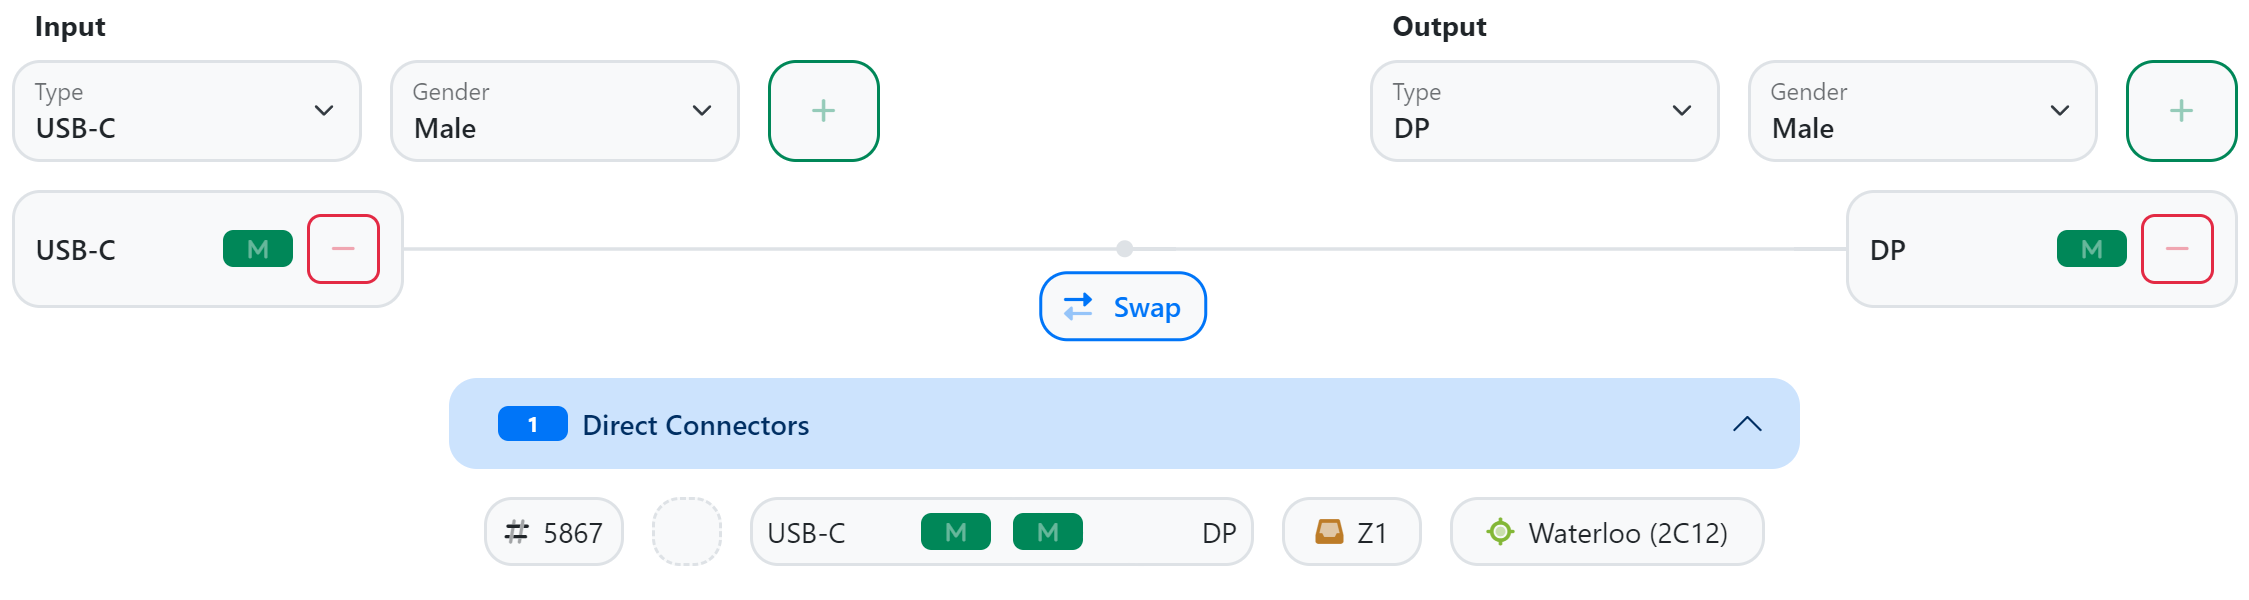 Input
Output
Type
USB-C
Gender
Male
+
Type
DP
Gender
Male
+
USB-C M
DP M
Swap
1 Direct Connectors
# 5867
USB-C M M DP
Z1
Waterloo (2C12)